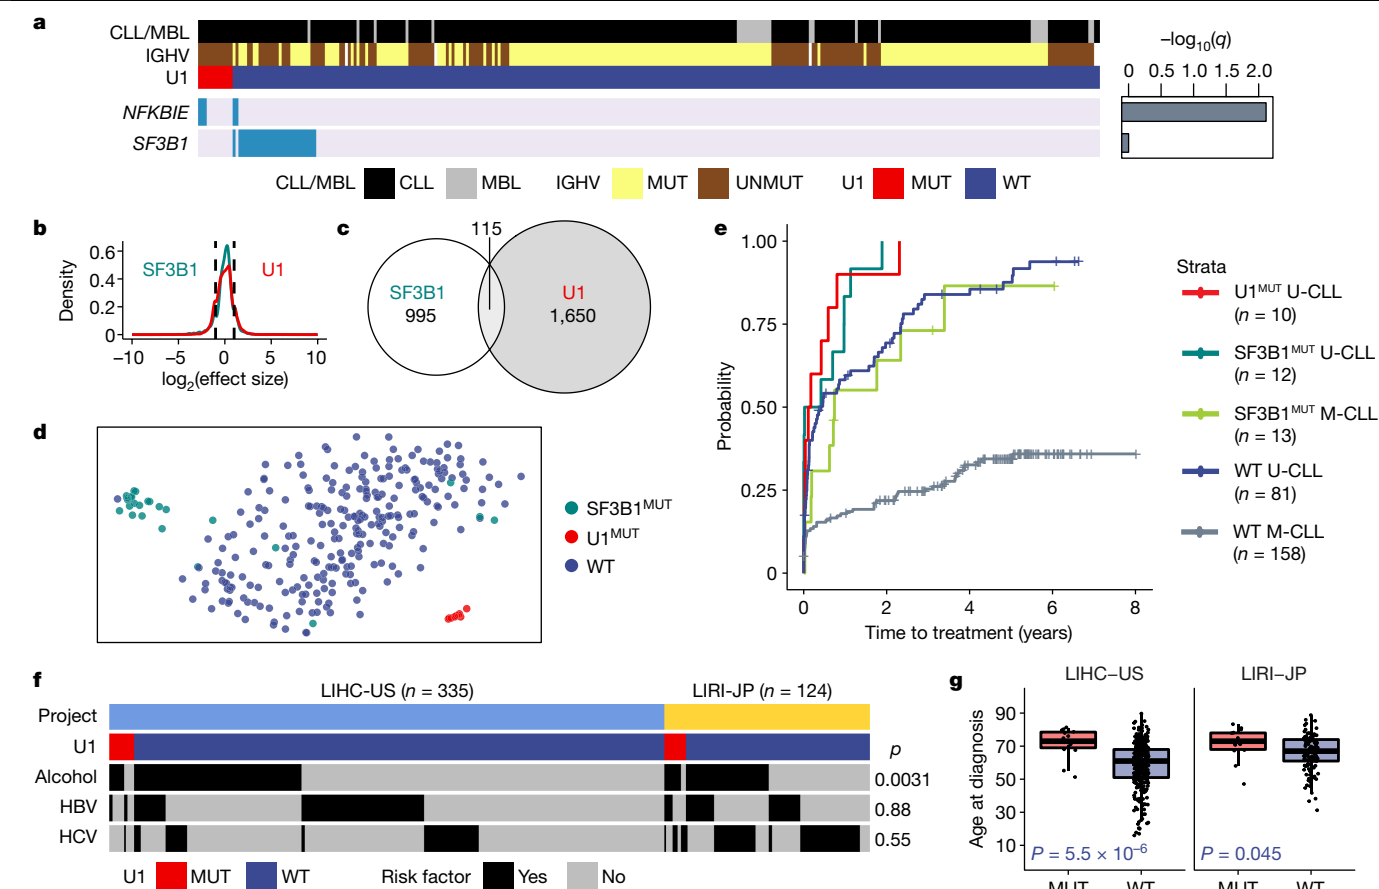 a
CLL/MBL
IGHV
U1
NFKBIE
SF3B1
–log10(q)
0 0.5 1.0 1.5 2.0
CLL/MBL CLL MBL IGHV MUT UNMUT U1 MUT WT
b
Density
0.6
0.4
0.2
0
SF3B1 U1
–10 –5 0 5 10
log2(effect size)
c
115
SF3B1
995
U1
1,650
d
SF3B1MUT
U1MUT
WT
e
Probability
1.00
0.75
0.50
0.25
0
0 2 4 6 8
Time to treatment (years)
Strata
U1MUT U-CLL
(n = 10)
SF3B1MUT U-CLL
(n = 12)
SF3B1MUT M-CLL
(n = 13)
WT U-CLL
(n = 81)
WT M-CLL
(n = 158)
f
LIHC-US (n = 335) LIRI-JP (n = 124)
Project
U1 p
Alcohol 0.0031
HBV 0.88
HCV 0.55
U1 MUT WT Risk factor Yes No
g
LIHC–US LIRI–JP
Age at diagnosis
90
70
50
30
10
P = 5.5 × 10–6 P = 0.045
MUT WT MUT WT